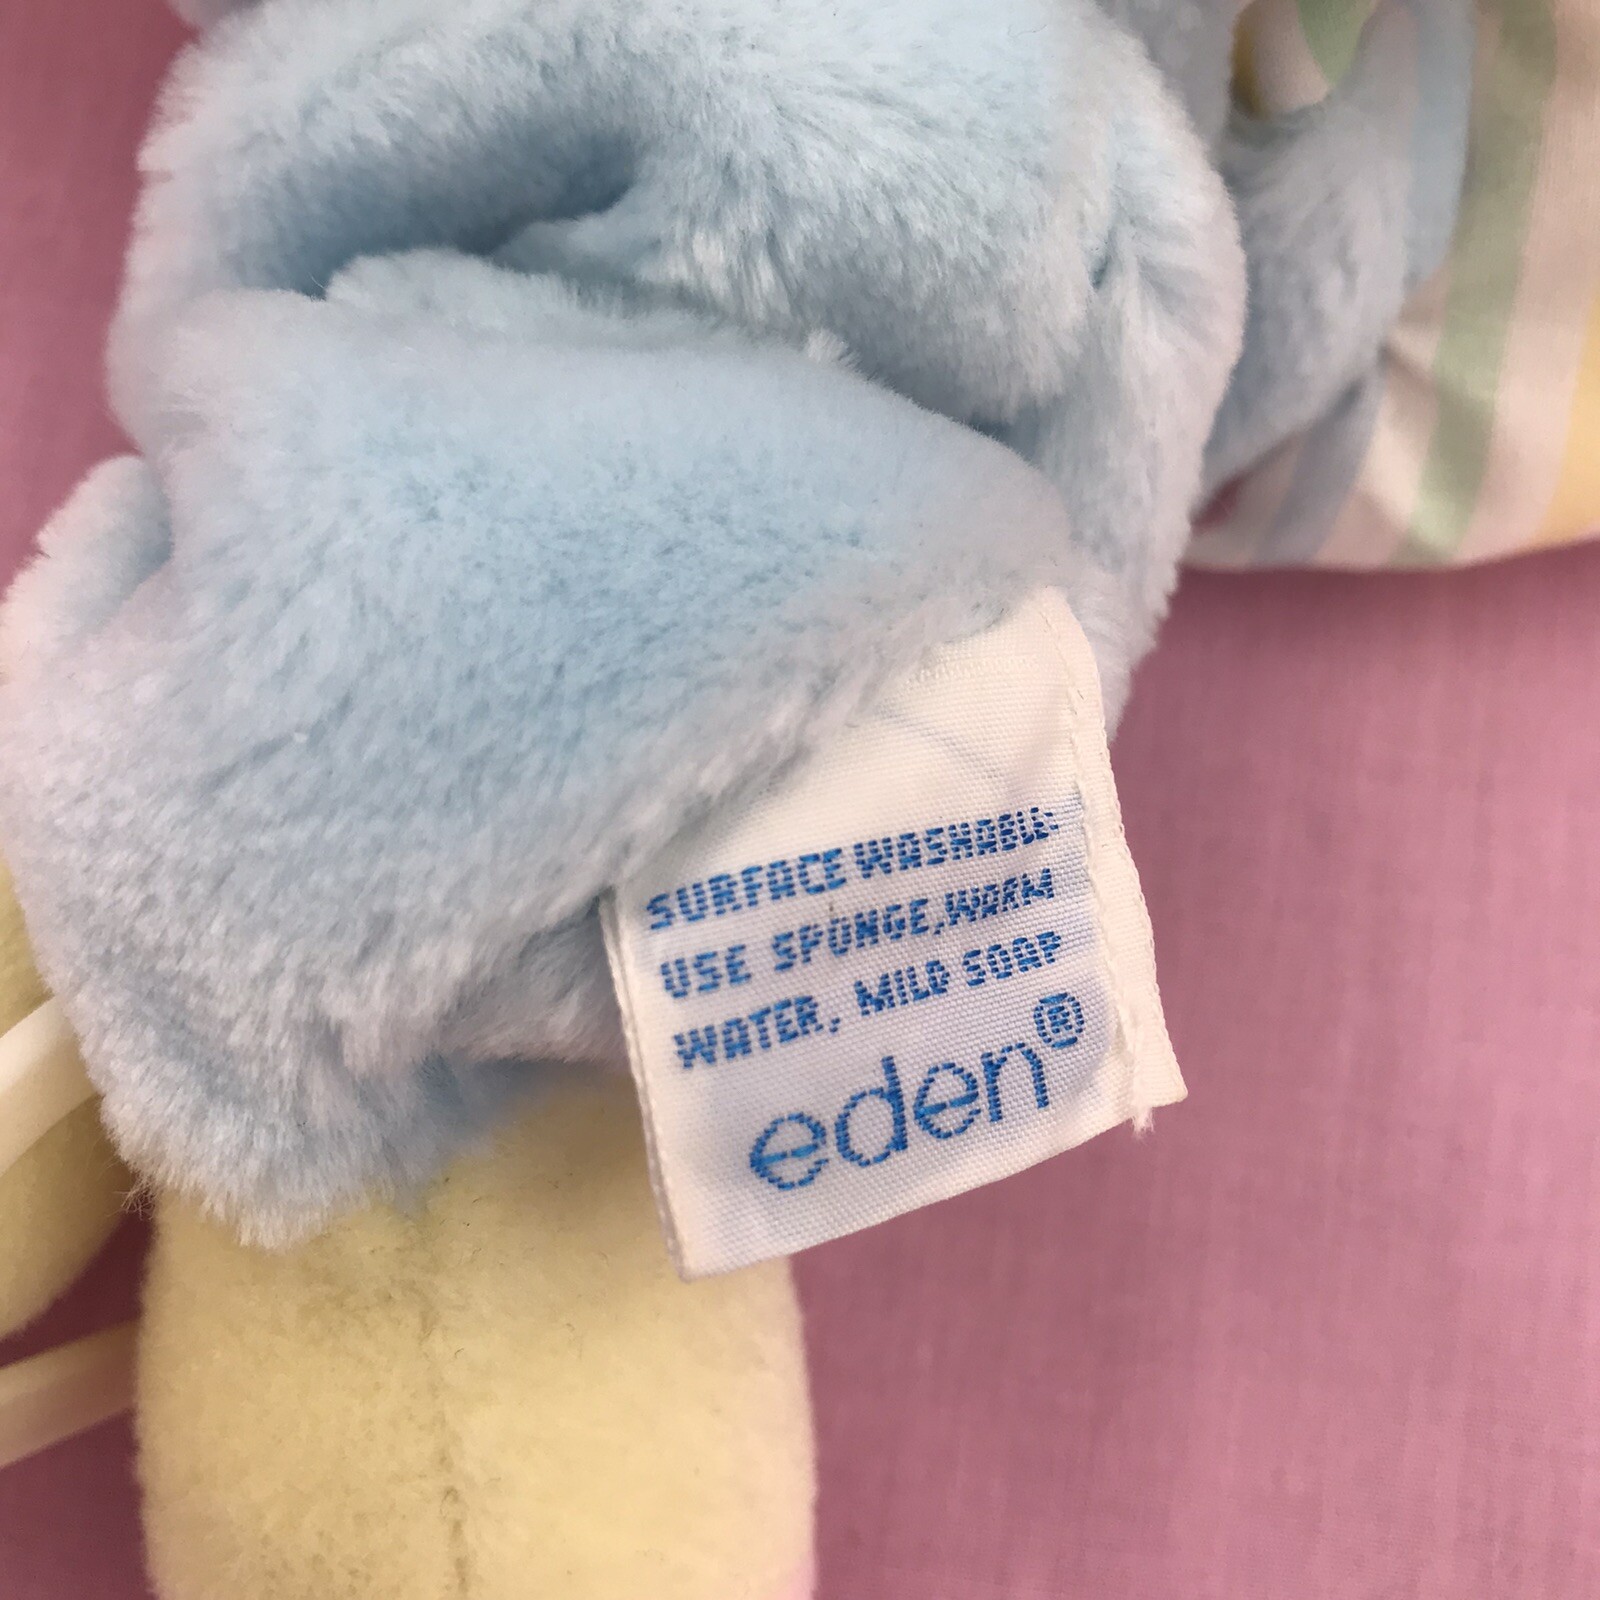 SURFACE WASHABLE:
USE SPONGE, WARM
WATER, MILD SOAP
eden®